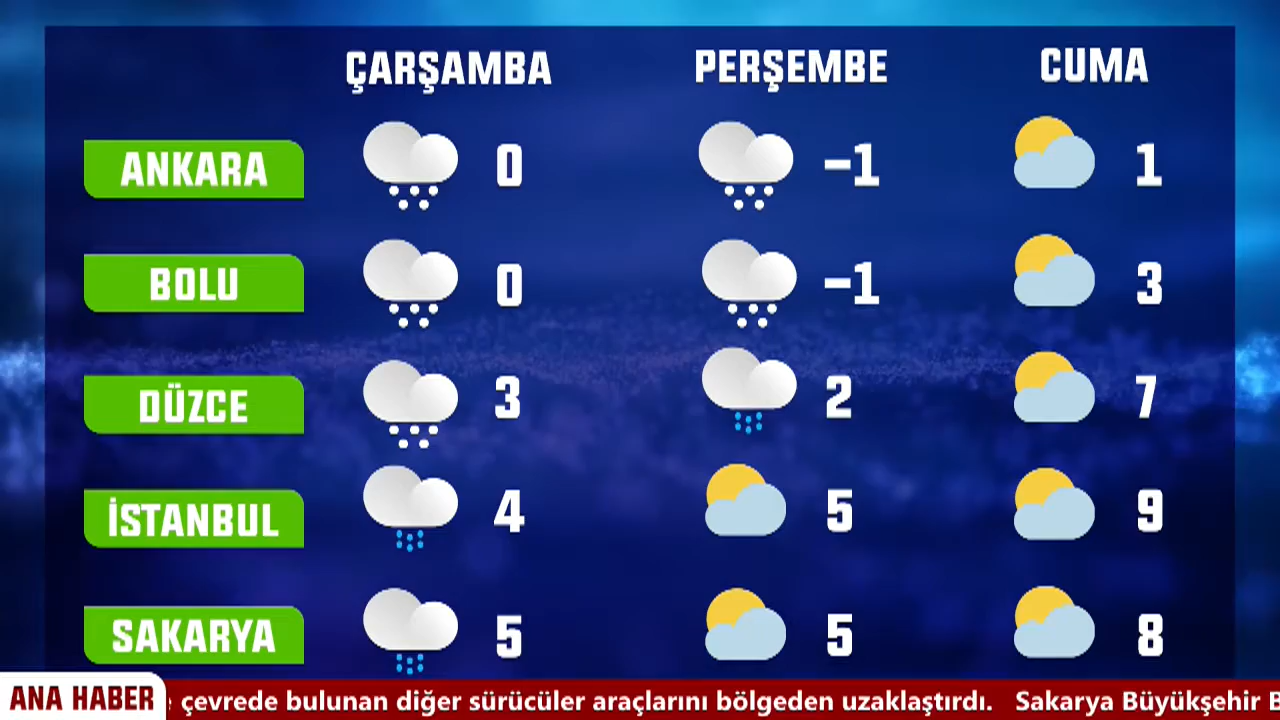 ÇARŞAMBA PERŞEMBE CUMA
ANKARA 0 -1 1
BOLU 0 -1 3
DÜZCE 3 2 7
İSTANBUL 4 5 9
SAKARYA 5 5 8
ANA HABER çevrede bulunan diğer sürücüler araçlarını bölgeden uzaklaştırdı. Sakarya Büyükşehir